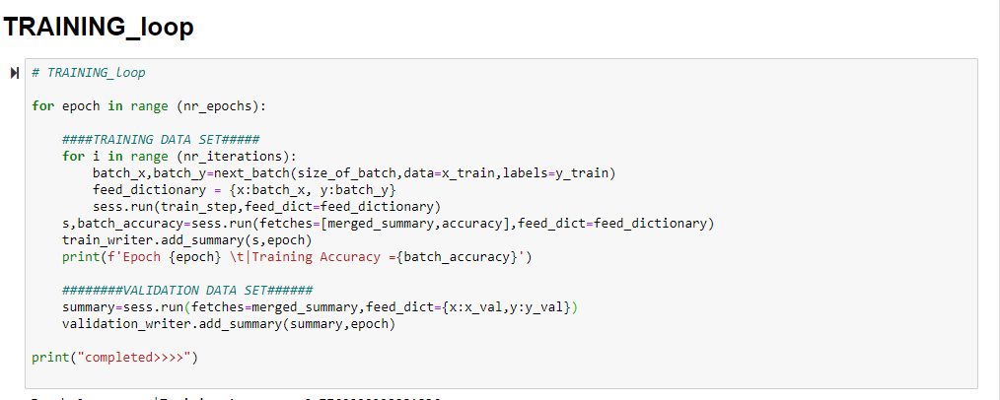 TRAINING_loop
# TRAINING_loop
for epoch in range (nr_epochs):
####TRAINING DATA SET#####
for i in range (nr_iterations):
batch_x,batch_y=next_batch(size_of_batch,data=x_train,labels=y_train)
feed_dictionary = {x:batch_x, y:batch_y}
sess.run(train_step,feed_dict=feed_dictionary)
s,batch_accuracy=sess.run(fetches=[merged_summary,accuracy],feed_dict=feed_dictionary)
train_writer.add_summary(s,epoch)
print(f'Epoch {epoch} \t|Training Accuracy ={batch_accuracy}')
########VALIDATION DATA SET######
summary=sess.run(fetches=merged_summary,feed_dict={x:x_val,y:y_val})
validation_writer.add_summary(summary,epoch)
print("completed>>>>")